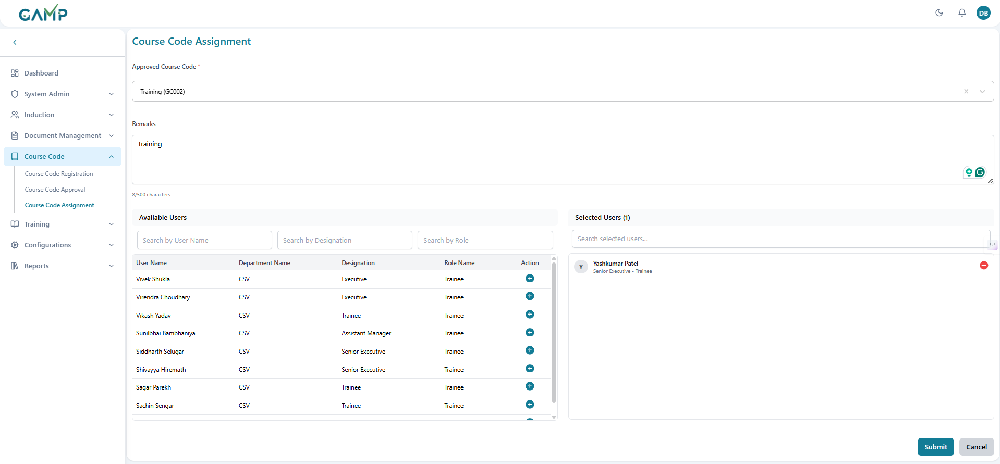 GAMP
DB
Course Code Assignment
Approved Course Code *
Training (GC002)
Remarks
Training
8/500 characters
Dashboard
System Admin
Induction
Document Management
Course Code
Course Code Registration
Course Code Approval
Course Code Assignment
Training
Configurations
Reports
Available Users
Search by User Name Search by Designation Search by Role
User Name Department Name Designation Role Name Action
Vivek Shukla CSV Executive Trainee
Virendra Choudhary CSV Executive Trainee
Vikash Yadav CSV Trainee Trainee
Sunilbhai Bambhaniya CSV Assistant Manager Trainee
Siddharth Selugar CSV Senior Executive Trainee
Shivayya Hiremath CSV Senior Executive Trainee
Sagar Parekh CSV Trainee Trainee
Sachin Sengar CSV Trainee Trainee
Selected Users (1)
Search selected users...
Y
Yashkumar Patel
Senior Executive • Trainee
Submit Cancel